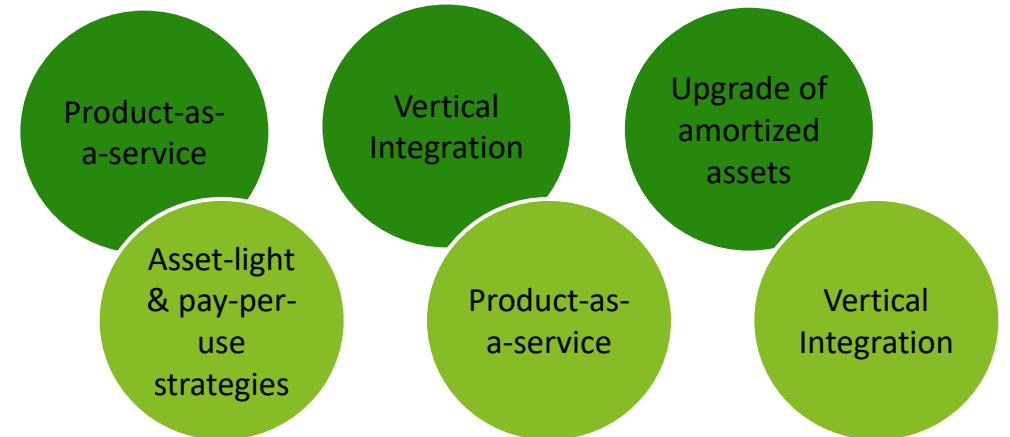 Product-as-
a-service
Vertical
Integration
Upgrade of
amortized
assets
Asset-light
& pay-per-
use
strategies
Product-as-
a-service
Vertical
Integration